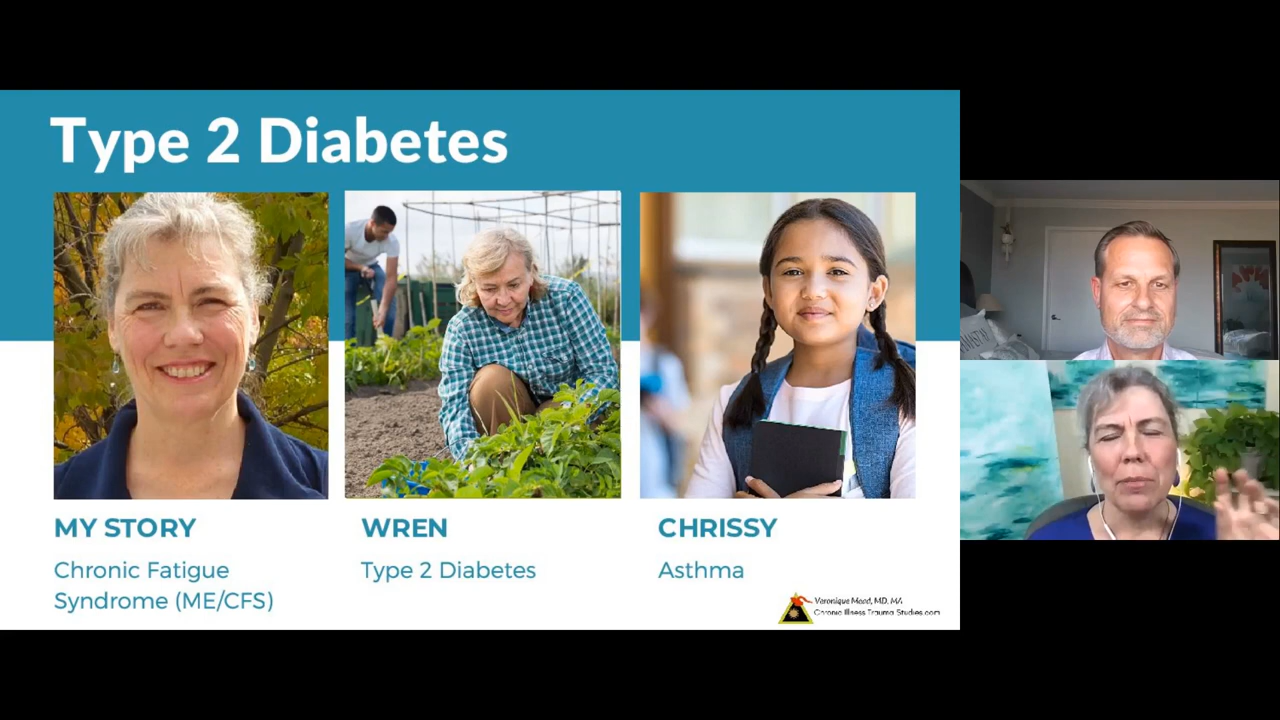 Type 2 Diabetes
MY STORY
Chronic Fatigue
Syndrome (ME/CFS)
WREN
Type 2 Diabetes
CHRISSY
Asthma
Veronique Mead, MD, MA
Chronic Illness Trauma Studies.com